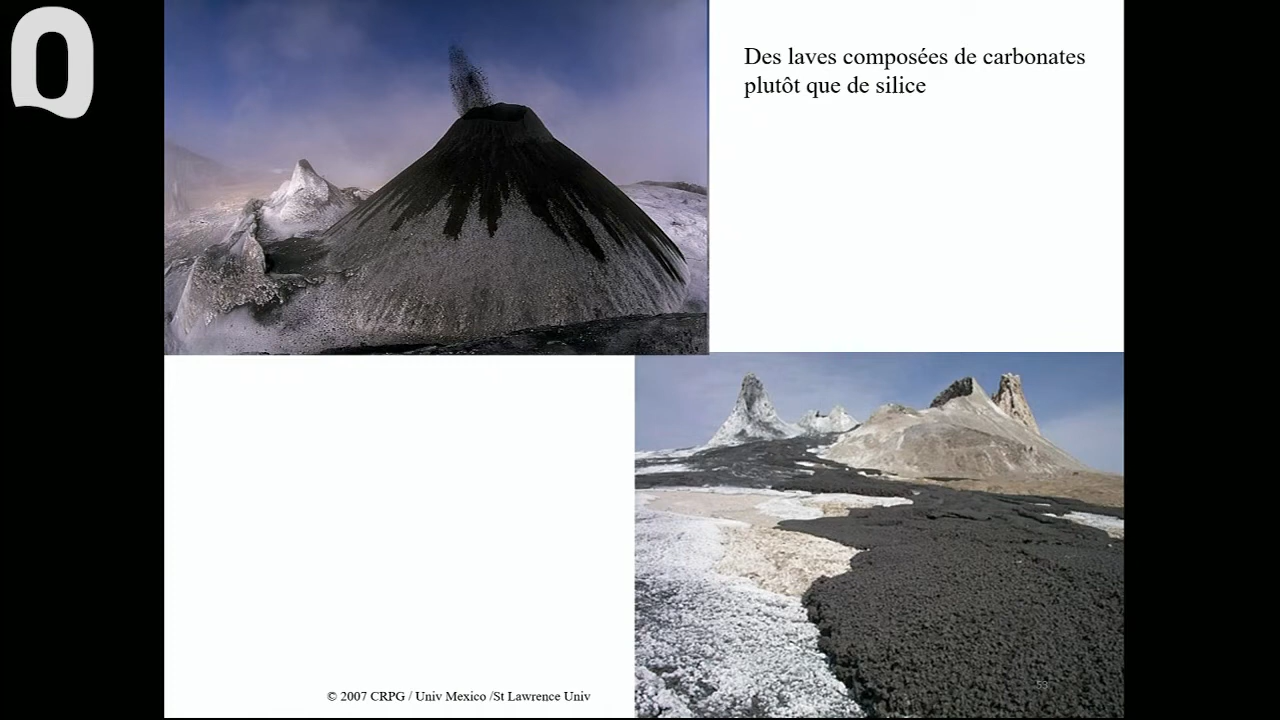 Des laves composées de carbonates
plutôt que de silice
© 2007 CRPG / Univ Mexico /St Lawrence Univ